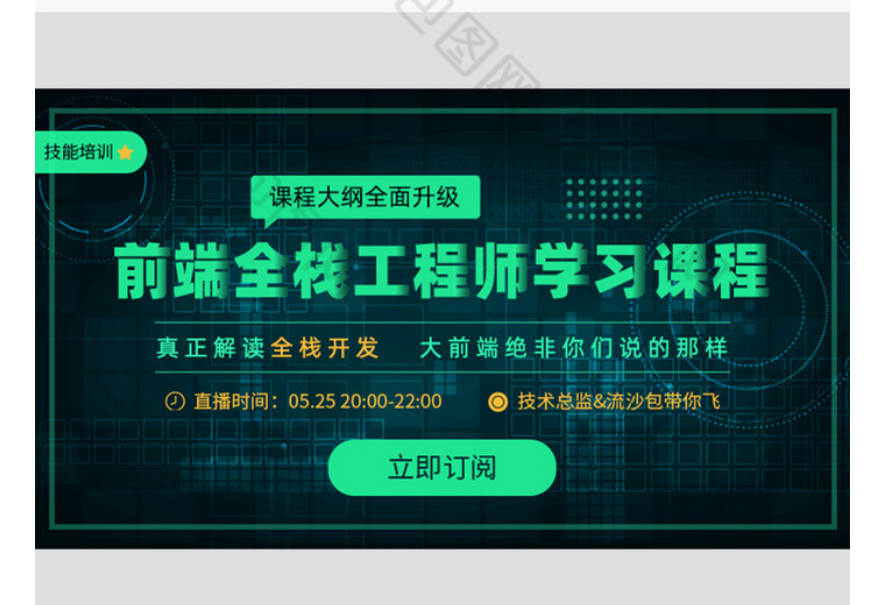 包图网
技能培训
课程大纲全面升级
前端全栈工程师学习课程
真正解读全栈开发 大前端绝非你们说的那样
直播时间：05.25 20:00-22:00 技术总监&流沙包带你飞
立即订阅